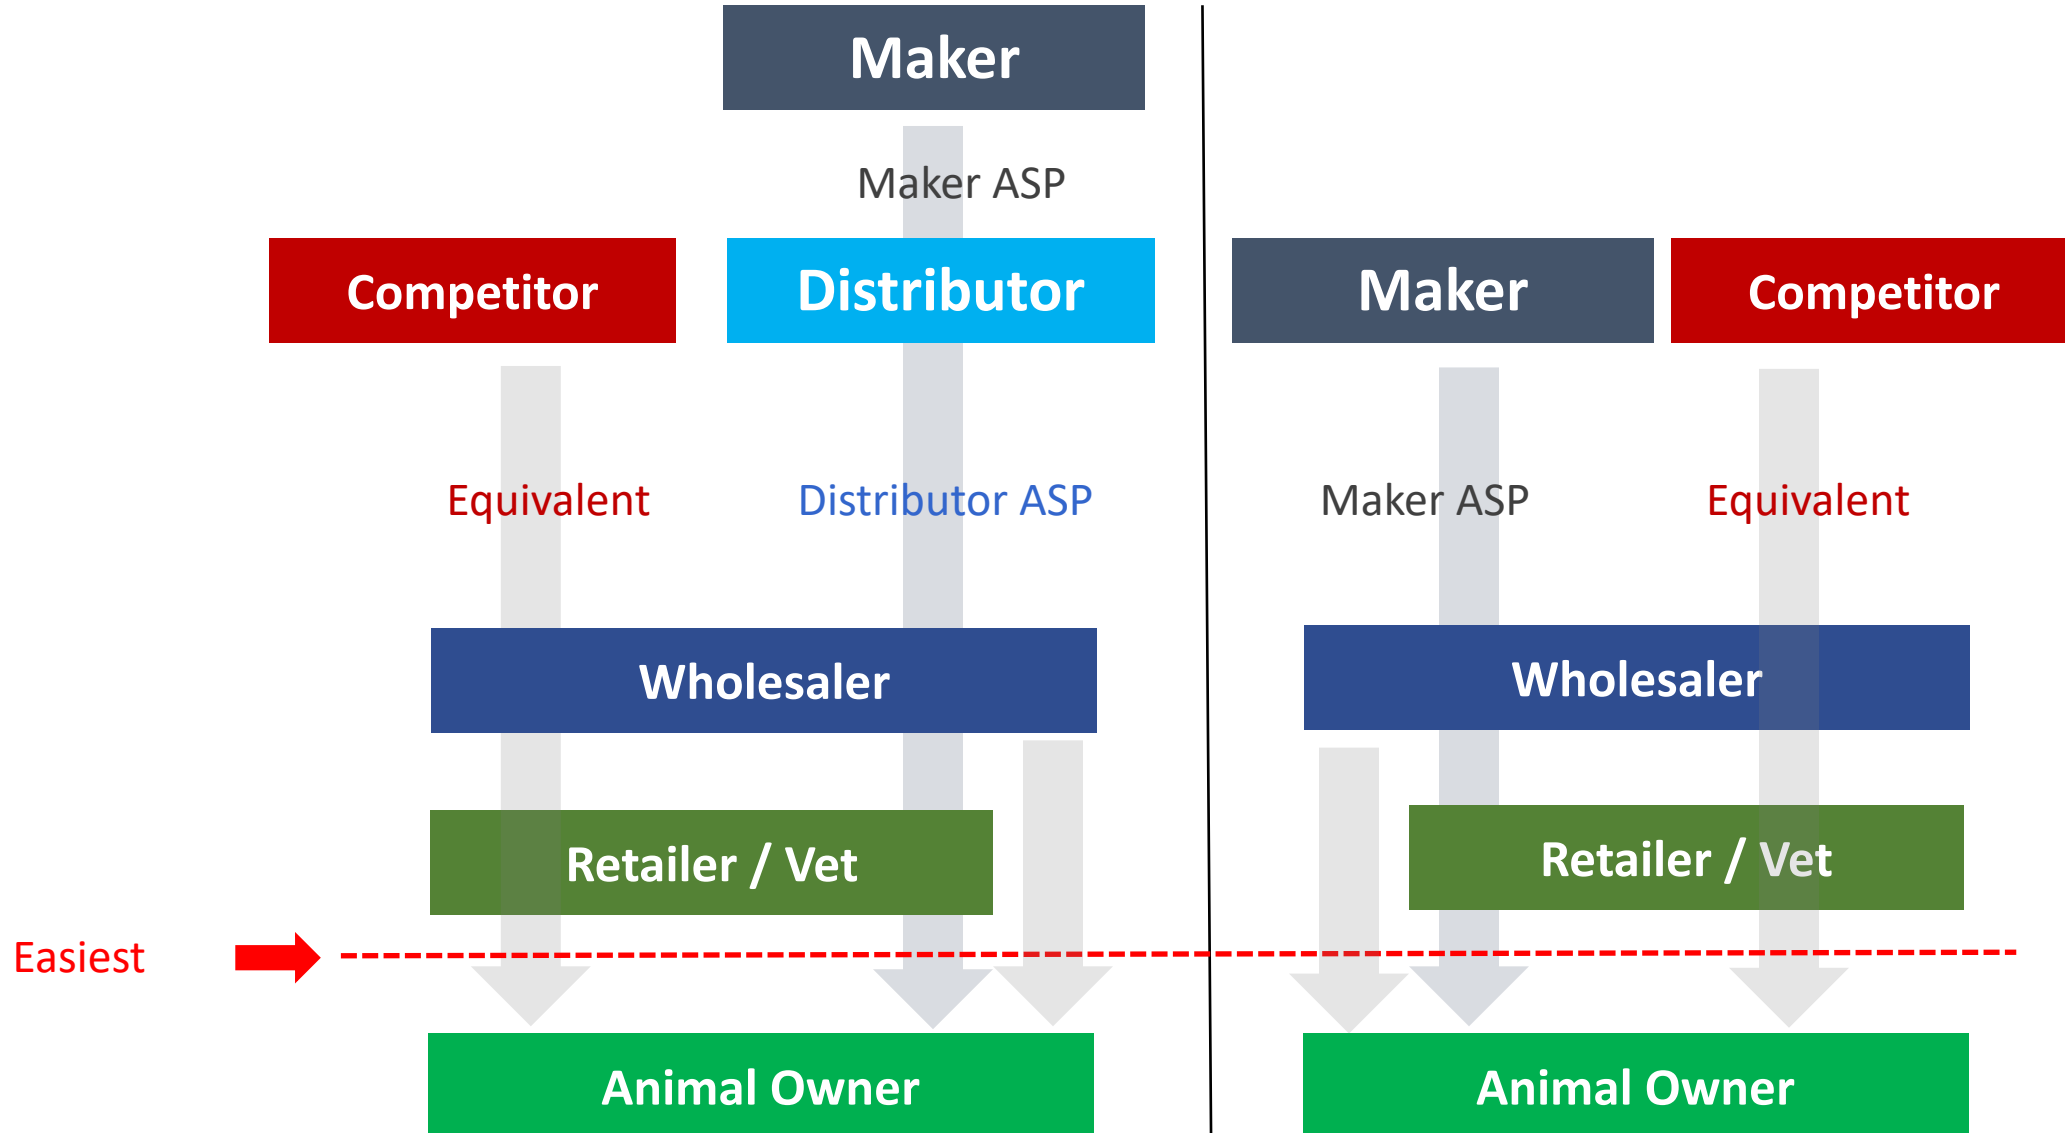 Maker
Maker ASP
Competitor
Distributor
Maker
Competitor
Equivalent
Distributor ASP
Maker ASP
Equivalent
Wholesaler
Wholesaler
Retailer / Vet
Retailer / Vet
Easiest
Animal Owner
Animal Owner